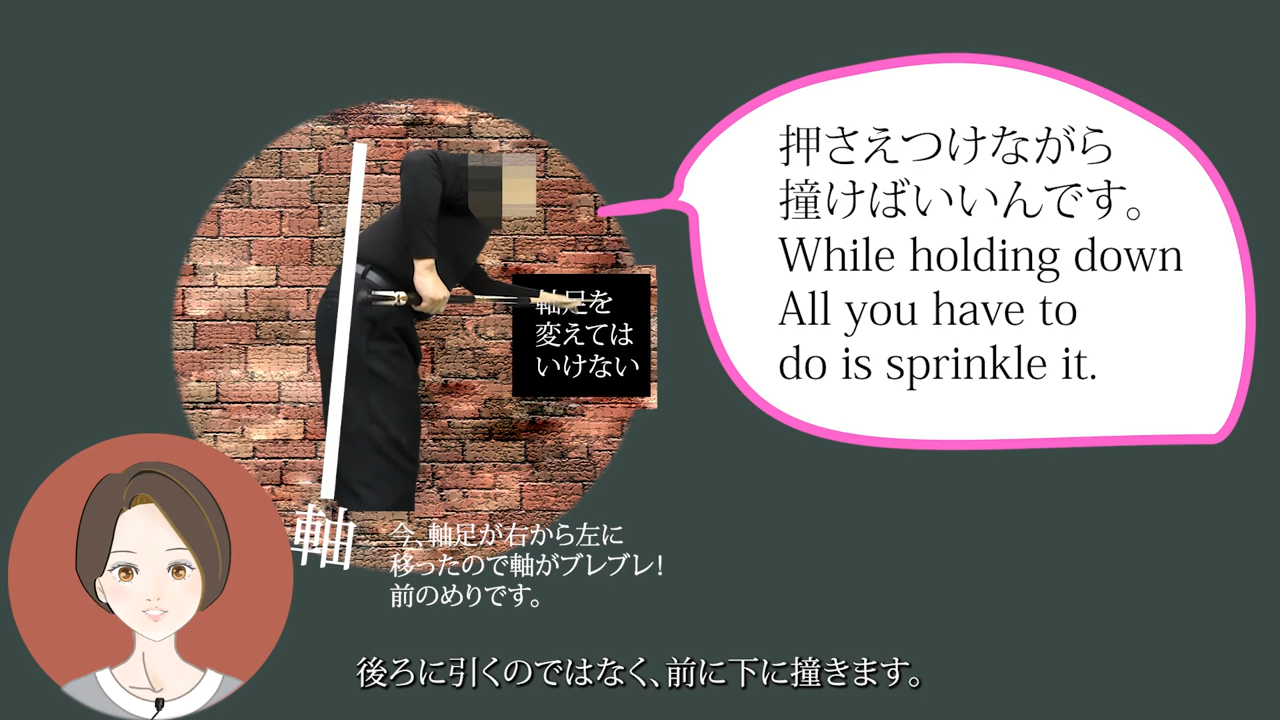 押さえつけながら
撞けばいいんです。
While holding down
All you have to
do is sprinkle it.
軸足を
変えては
いけない
軸
今、軸足が右から左に
移ったので軸がブレブレ!
前のめりです。
後ろに引くのではなく、前に下に撞きます。